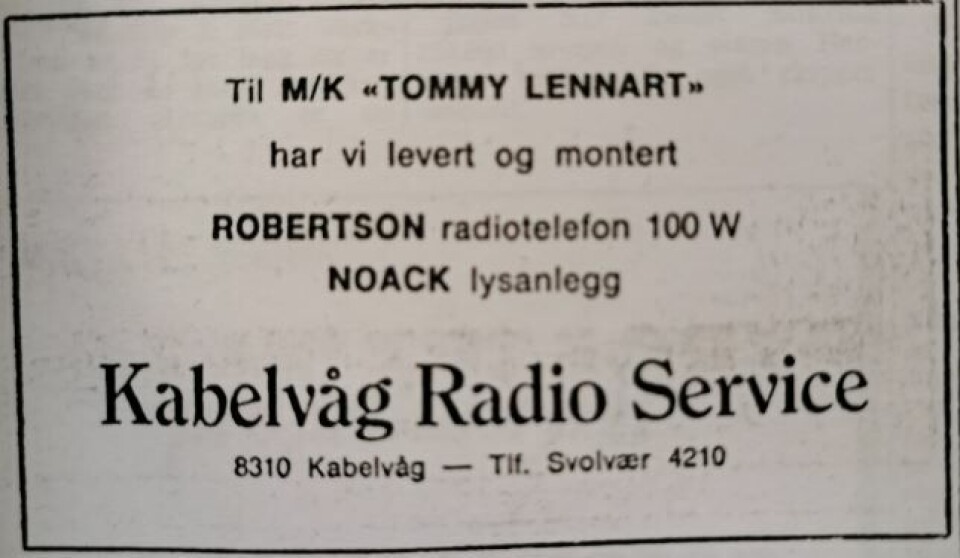 Til M/K «TOMMY LENNART»
har vi levert og montert
ROBERTSON radiotelefon 100 W
NOACK lysanlegg
Kabelvåg Radio Service
8310 Kabelvåg — Tlf. Svolvær 4210